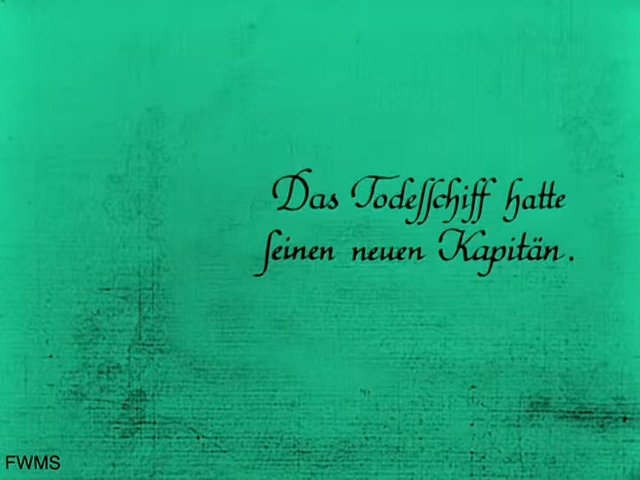 Das Todeſſchiff hatte
ſeinen neuen Kapitän.
FWMS